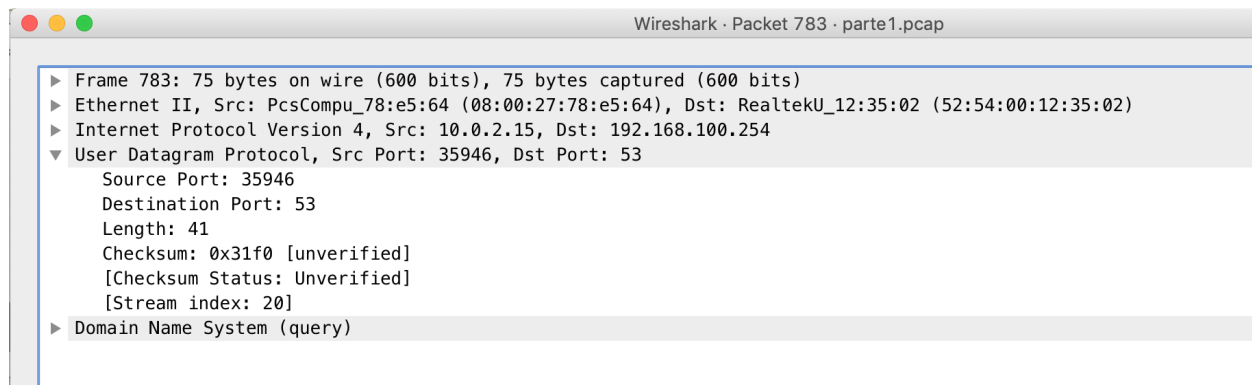 Wireshark · Packet 783 · parte1.pcap
Frame 783: 75 bytes on wire (600 bits), 75 bytes captured (600 bits)
Ethernet II, Src: PcsCompu_78:e5:64 (08:00:27:78:e5:64), Dst: RealtekU_12:35:02 (52:54:00:12:35:02)
Internet Protocol Version 4, Src: 10.0.2.15, Dst: 192.168.100.254
User Datagram Protocol, Src Port: 35946, Dst Port: 53
Source Port: 35946
Destination Port: 53
Length: 41
Checksum: 0x31f0 [unverified]
[Checksum Status: Unverified]
[Stream index: 20]
Domain Name System (query)